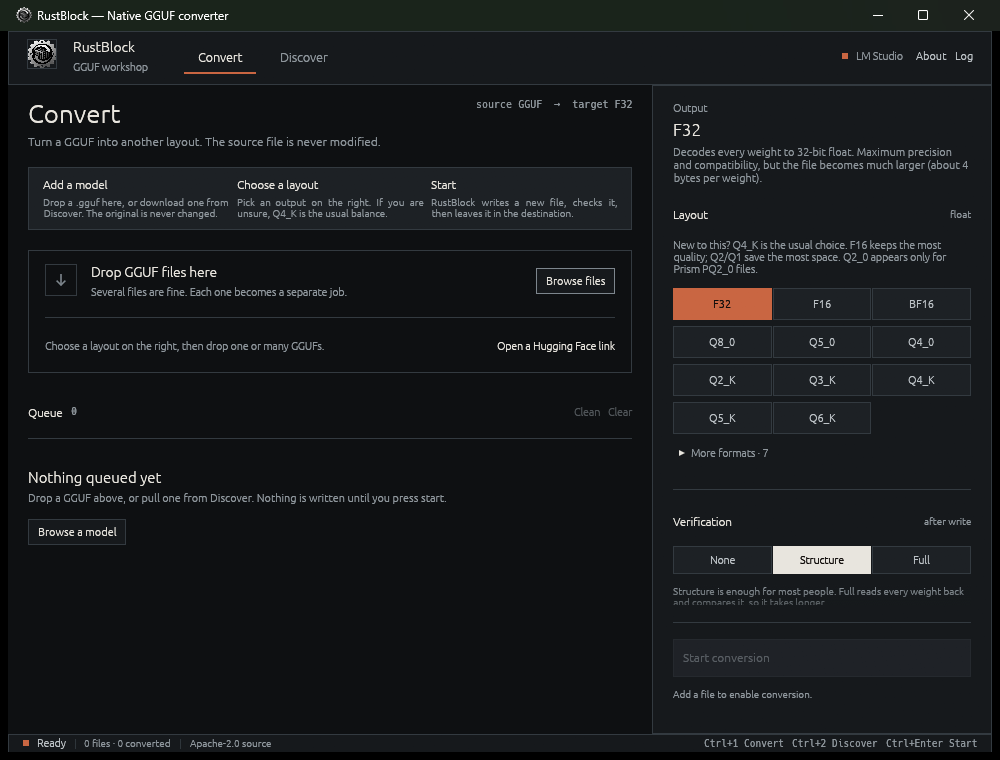 RustBlock — Native GGUF converter
RustBlock
GGUF workshop
Convert
Discover
LM Studio
About
Log
Convert
source GGUF → target F32
Turn a GGUF into another layout. The source file is never modified.
Add a model
Drop a .gguf here, or download one from
Discover. The original is never changed.
Choose a layout
Pick an output on the right. If you are
unsure, Q4_K is the usual balance.
Start
RustBlock writes a new file, checks it,
then leaves it in the destination.
Drop GGUF files here
Several files are fine. Each one becomes a separate job.
Browse files
Choose a layout on the right, then drop one or many GGUFs.
Open a Hugging Face link
Queue 0
Clean Clear
Nothing queued yet
Drop a GGUF above, or pull one from Discover. Nothing is written until you press start.
Browse a model
Output
F32
Decodes every weight to 32-bit float. Maximum precision
and compatibility, but the file becomes much larger (about 4
bytes per weight).
Layout
float
New to this? Q4_K is the usual choice. F16 keeps the most
quality; Q2/Q1 save the most space. Q2_0 appears only for
Prism PQ2_0 files.
F32 F16 BF16
Q8_0 Q5_0 Q4_0
Q2_K Q3_K Q4_K
Q5_K Q6_K
▸ More formats · 7
Verification
after write
None Structure Full
Structure is enough for most people. Full reads every weight back
and compares it, so it takes longer
Start conversion
Add a file to enable conversion.
Ready
0 files · 0 converted
Apache-2.0 source
Ctrl+1 Convert Ctrl+2 Discover Ctrl+Enter Start